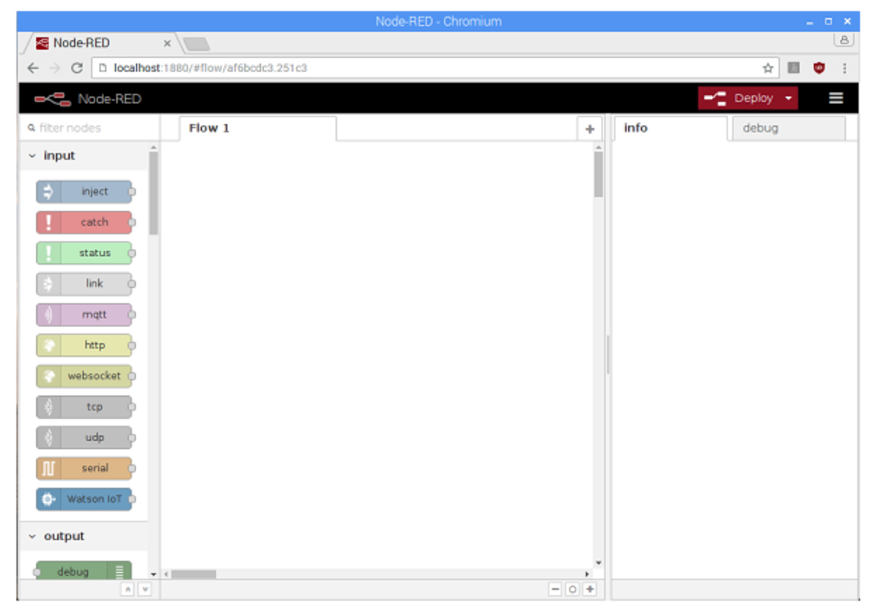 Node-RED - Chromium
Node-RED
localhost:1880/#flow/af6bcdc3.251c3
Node-RED
Deploy
filter nodes
Flow 1
info
debug
input
inject
catch
status
link
mqtt
http
websocket
tcp
udp
serial
Watson IoT
output
debug